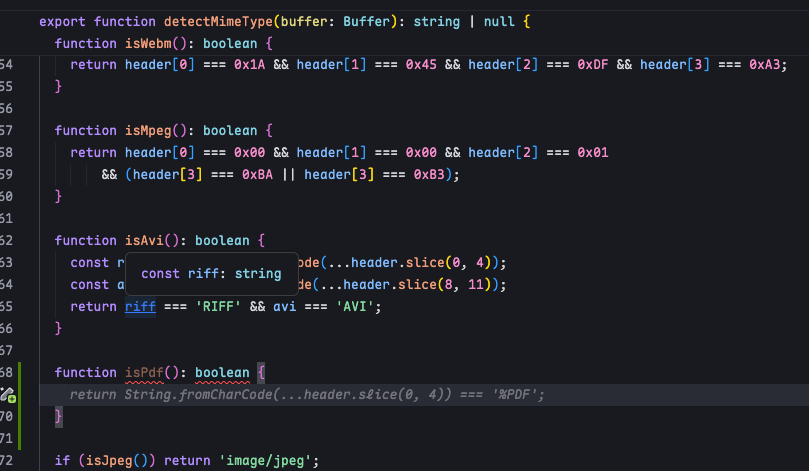 export function detectMimeType(buffer: Buffer): string | null {
function isWebm(): boolean {
54 return header[0] === 0x1A && header[1] === 0x45 && header[2] === 0xDF && header[3] === 0xA3;
55 }
56
57 function isMpeg(): boolean {
58 return header[0] === 0x00 && header[1] === 0x00 && header[2] === 0x01
59 && (header[3] === 0xBA || header[3] === 0xB3);
60 }
61
62 function isAvi(): boolean {
63 const r ode(...header.slice(0, 4));
const riff: string
64 const a de(...header.slice(8, 11));
65 return riff === 'RIFF' && avi === 'AVI';
66 }
67
68 function isPdf(): boolean {
return String.fromCharCode(...header.slice(0, 4)) === '%PDF';
70 }
71
72 if (isJpeg()) return 'image/jpeg';